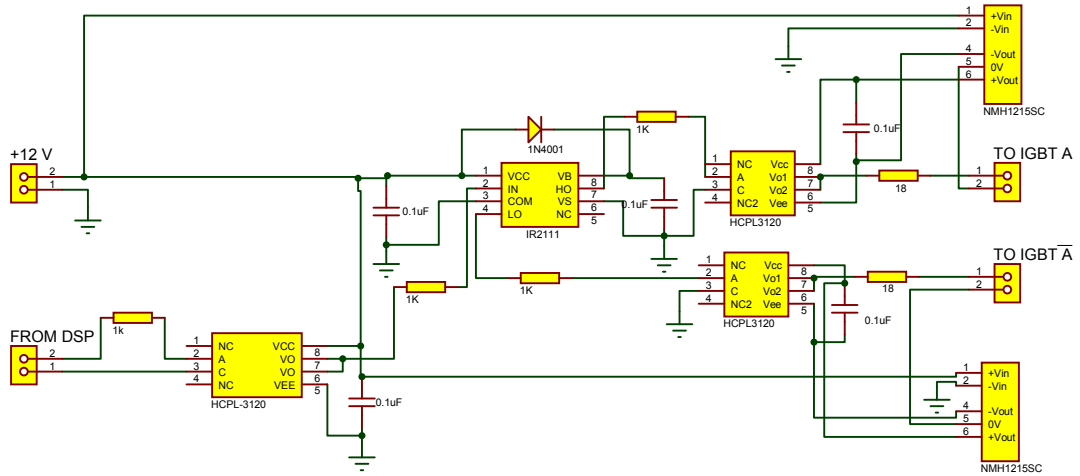 +12 V
2
1
FROM DSP
2
1
1k
1
2
3
4
NC
A
C
NC
VCC
VO
VO
VEE
8
7
6
5
HCPL-3120
0.1uF
1K
0.1uF
1N4001
1
2
3
4
VCC
IN
COM
LO
VB
HO
VS
NC
8
7
6
5
IR2111
0.1uF
1K
1K
1
2
3
4
NC
A
C
NC2
Vcc
Vo1
Vo2
Vee
8
7
6
5
HCPL3120
0.1uF
18
TO IGBT A
1
2
1
2
4
5
6
+Vin
-Vin
-Vout
0V
+Vout
NMH1215SC
1
2
3
4
NC
A
C
NC2
Vcc
Vo1
Vo2
Vee
8
7
6
5
HCPL3120
0.1uF
18
TO IGBT A̅
1
2
1
2
4
5
6
+Vin
-Vin
-Vout
0V
+Vout
NMH1215SC